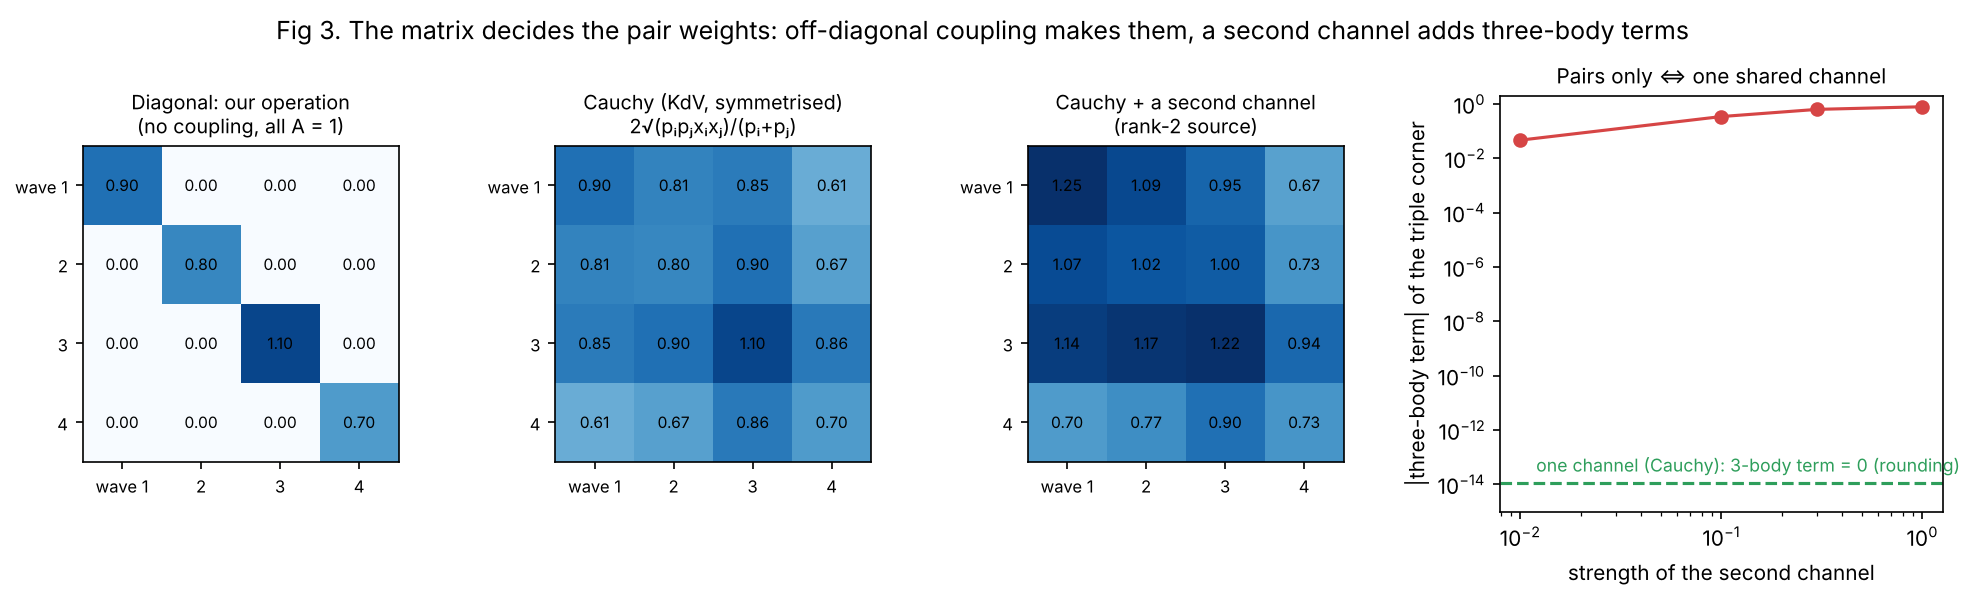 Fig 3. The matrix decides the pair weights: off-diagonal coupling makes them, a second channel adds three-body terms
Diagonal: our operation
(no coupling, all A = 1)
wave 1
2
3
4
0.90 0.00 0.00 0.00
0.00 0.80 0.00 0.00
0.00 0.00 1.10 0.00
0.00 0.00 0.00 0.70
wave 1 2 3 4
Cauchy (KdV, symmetrised)
2√(pᵢpⱼxᵢxⱼ)/(pᵢ+pⱼ)
wave 1
2
3
4
0.90 0.81 0.85 0.61
0.81 0.80 0.90 0.67
0.85 0.90 1.10 0.86
0.61 0.67 0.86 0.70
wave 1 2 3 4
Cauchy + a second channel
(rank-2 source)
wave 1
2
3
4
1.25 1.09 0.95 0.67
1.07 1.02 1.00 0.73
1.14 1.17 1.22 0.94
0.70 0.77 0.90 0.73
wave 1 2 3 4
Pairs only ⇔ one shared channel
|three-body term| of the triple corner
10⁰
10⁻²
10⁻⁴
10⁻⁶
10⁻⁸
10⁻¹⁰
10⁻¹²
10⁻¹⁴
one channel (Cauchy): 3-body term = 0 (rounding)
10⁻² 10⁻¹ 10⁰
strength of the second channel